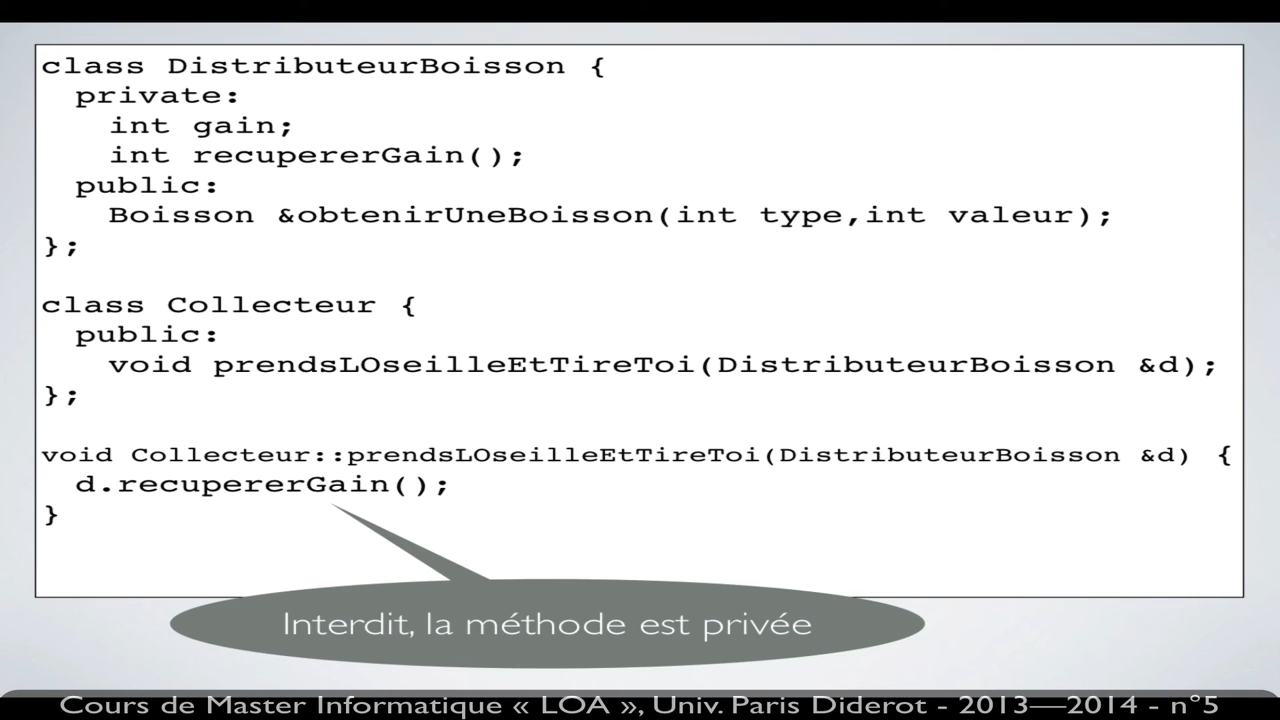 class DistributeurBoisson {
private:
int gain;
int recupererGain();
public:
Boisson &obtenirUneBoisson(int type,int valeur);
};
class Collecteur {
public:
void prendsLOseilleEtTireToi(DistributeurBoisson &d);
};
void Collecteur::prendsLOseilleEtTireToi(DistributeurBoisson &d) {
d.recupererGain();
}
Interdit, la méthode est privée
Cours de Master Informatique « LOA », Univ. Paris Diderot - 2013—2014 - n°5